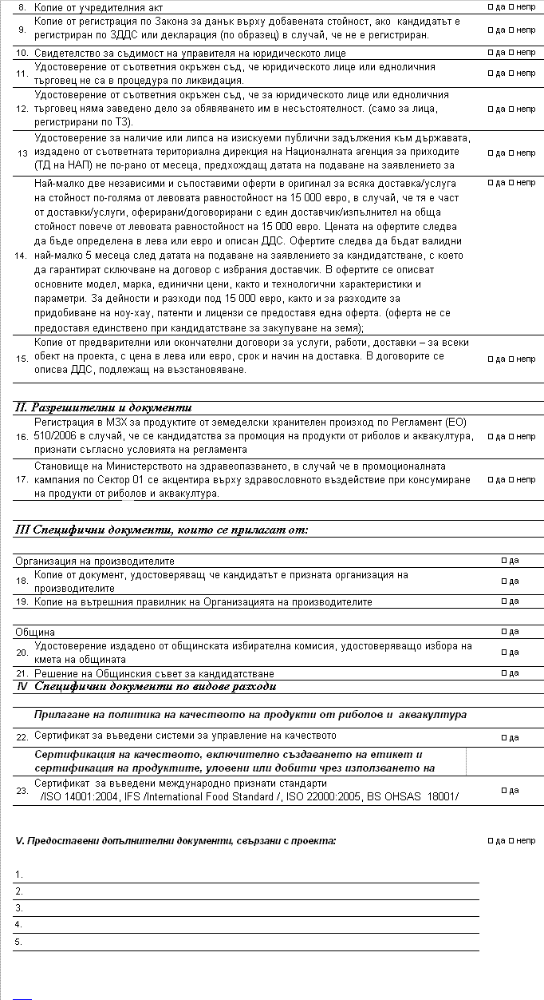 8. Копие от учредителния акт □ да □ непр
9. Копие от регистрация по Закона за данък върху добавената стойност, ако кандидатът е
регистриран по ЗДДС или декларация (по образец) в случай, че не е регистриран. □ да □ непр
10. Свидетелство за съдимост на управителя на юридическото лице □ да □ непр
11. Удостоверение от съответния окръжен съд, че юридическото лице или едноличния
търговец не са в процедура по ликвидация. □ да □ непр
Удостоверение от съответния окръжен съд, че за юридическото лице или едноличния
12. търговец няма заведено дело за обявяването им в несъстоятелност. (само за лица, □ да □ непр
регистрирани по ТЗ).
Удостоверение за наличие или липса на изискуеми публични задължения към държавата,
13 издадено от съответната териториална дирекция на Националната агенция за приходите □ да □ непр
(ТД на НАП) не по-рано от месеца, предхождащ датата на подаване на заявлението за
Най-малко две независими и съпоставими оферти в оригинал за всяка доставка/услуга □ да □ непр
на стойност по-голяма от левовата равностойност на 15 000 евро, в случай, че тя е част
от доставки/услуги, оферирани/договорирани с един доставчик/изпълнител на обща
стойност повече от левовата равностойност на 15 000 евро. Цената на офертите следва
да бъде определена в лева или евро и описан ДДС. Офертите следва да бъдат валидни
14. най-малко 5 месеца след датата на подаване на заявлението за кандидатстване, с което
да гарантират сключване на договор с избрания доставчик. В офертите се описват
основните модел, марка, единични цени, както и технологични характеристики и
параметри. За дейности и разходи под 15 000 евро, както и за разходите за
придобиване на ноу-хау, патенти и лицензи се предоставя една оферта. (оферта не се
предоставя единствено при кандидатстване за закупуване на земя);
Копие от предварителни или окончателни договори за услуги, работи, доставки – за всеки
15. обект на проекта, с цена в лева или евро, срок и начин на доставка. В договорите се □ да □ непр
описва ДДС, подлежащ на възстановяване.
II. Разрешителни и документи
Регистрация в МЗХ за продуктите от земеделски хранителен произход по Регламент (ЕО)
16. 510/2006 в случай, че се кандидатства за промоция на продукти от риболов и аквакултура, □ да □ непр
признати съгласно условията на регламента
Становище на Министерството на здравеопазването, в случай че в промоционалната
17. кампания по Сектор 01 се акцентира върху здравословното въздействие при консумиране □ да □ непр
на продукти от риболов и аквакултура.
III Специфични документи, които се прилагат от:
Организация на производителите □ да
18. Копие от документ, удостоверяващ че кандидатът е призната организация на
производителите □ да
19. Копие на вътрешния правилник на Организацията на производителите □ да
Община □ да
20. Удостоверение издадено от общинската избирателна комисия, удостоверяващо избора на
кмета на общината □ да
21. Решение на Общинския съвет за кандидатстване □ да
IV Специфични документи по видове разходи
Прилагане на политика на качеството на продукти от риболов и аквакултура
22. Сертификат за въведени системи за управление на качеството □ да
Сертификация на качеството, включително създаването на етикет и
сертификация на продуктите, уловени или добити чрез използването на
23. Сертификат за въведени международно признати стандарти □ да
/ISO 14001:2004, IFS /International Food Standard /, ISO 22000:2005, BS OHSAS 18001/
V. Предоставени допълнителни документи, свързани с проекта: □ да □ непр
1.
2.
3.
4.
5.